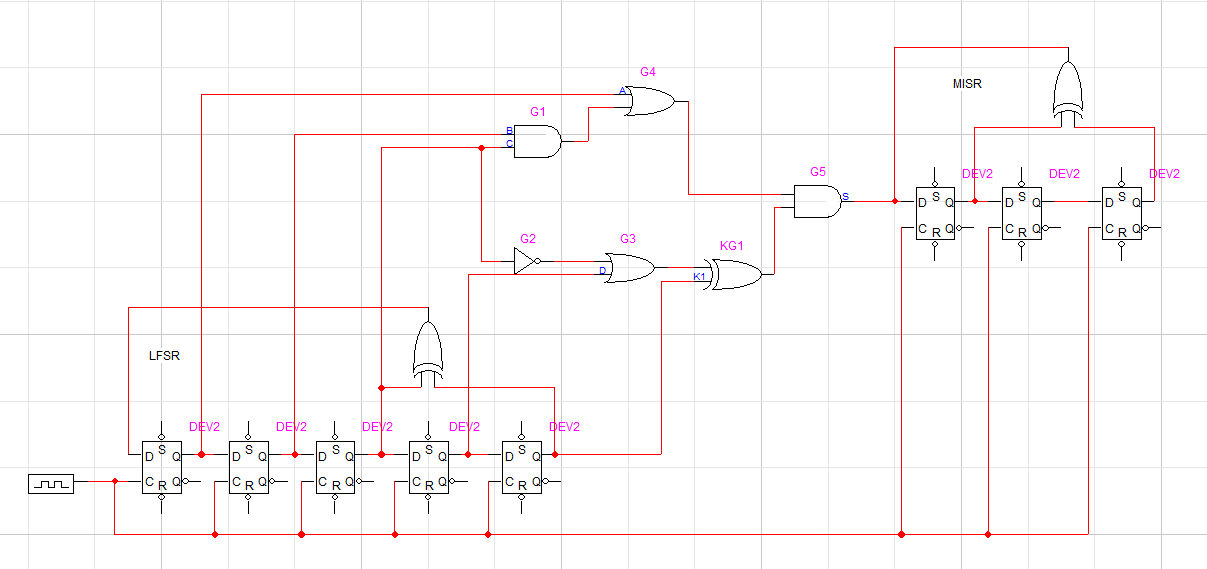 G4
A
MISR
G1
B
C
G5
S
DEV2
DEV2
DEV2
D S Q
D S Q
D S Q
C R Q
C R Q
C R Q
G2
G3
KG1
D
K1
LFSR
DEV2
DEV2
DEV2
DEV2
DEV2
D S Q
D S Q
D S Q
D S Q
D S Q
C R Q
C R Q
C R Q
C R Q
C R Q